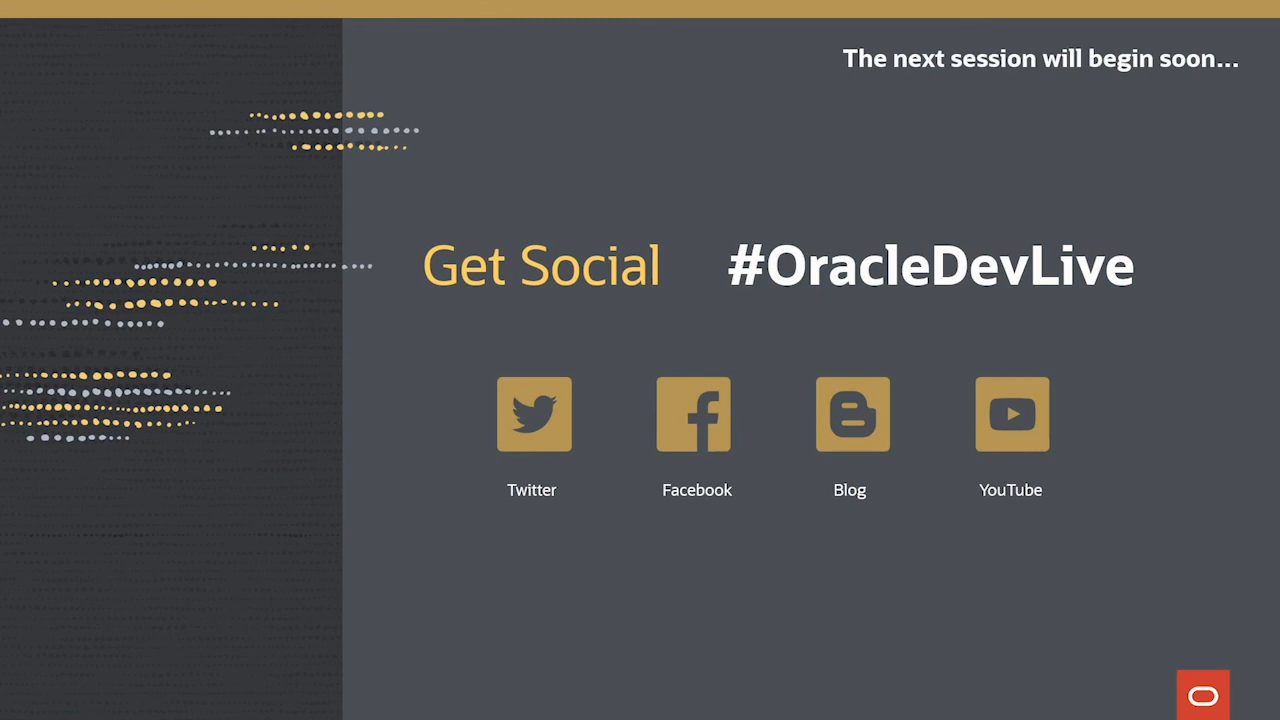 The next session will begin soon...
Get Social #OracleDevLive
Twitter Facebook Blog YouTube